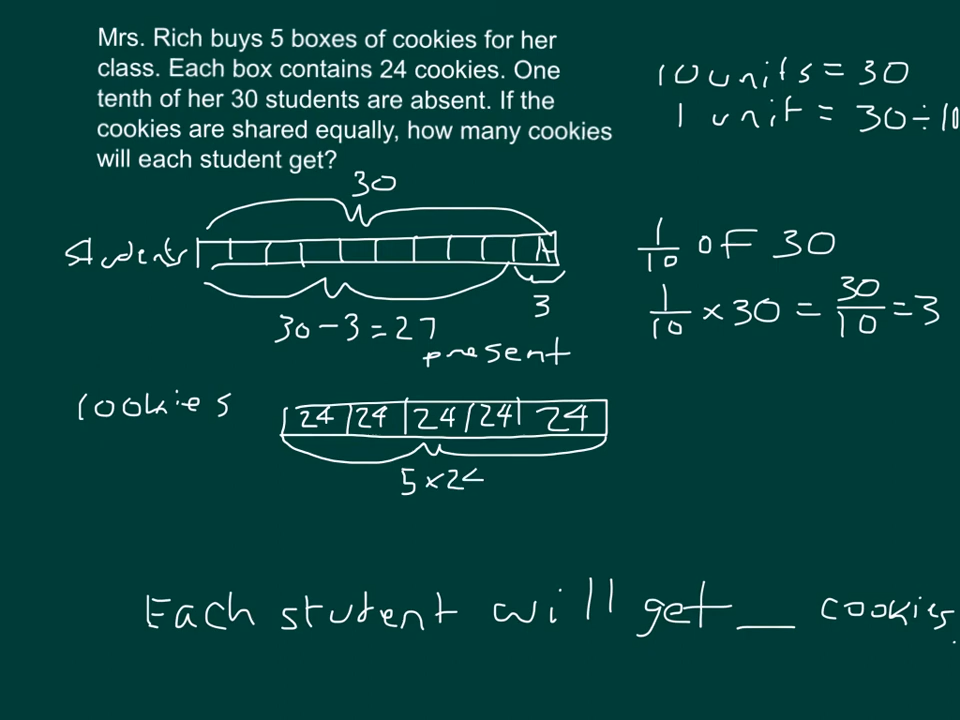 Mrs. Rich buys 5 boxes of cookies for her
class. Each box contains 24 cookies. One
tenth of her 30 students are absent. If the
cookies are shared equally, how many cookies
will each student get?
10 units = 30
1 unit = 30 ÷ 10
30
students
A
3
30 - 3 = 27
present
1/10 of 30
1/10 × 30 = 30/10 = 3
cookies
24 24 24 24 24
5 × 24
Each student will get __ cookies.